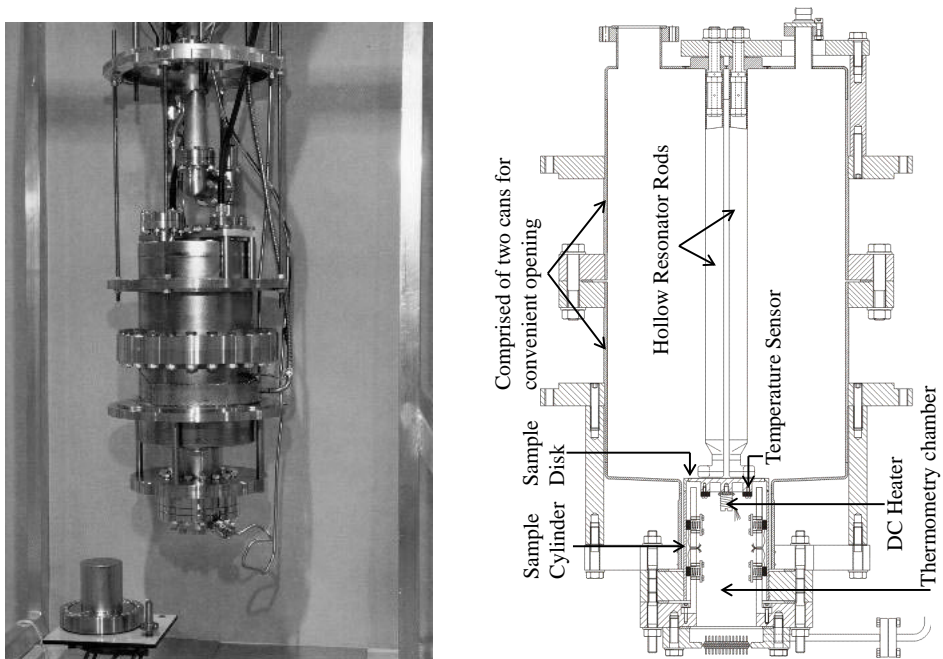 Comprised of two cans for
convenient opening
Hollow Resonator Rods
Sample
Disk
Temperature Sensor
Sample
Cylinder
DC Heater
Thermometry chamber